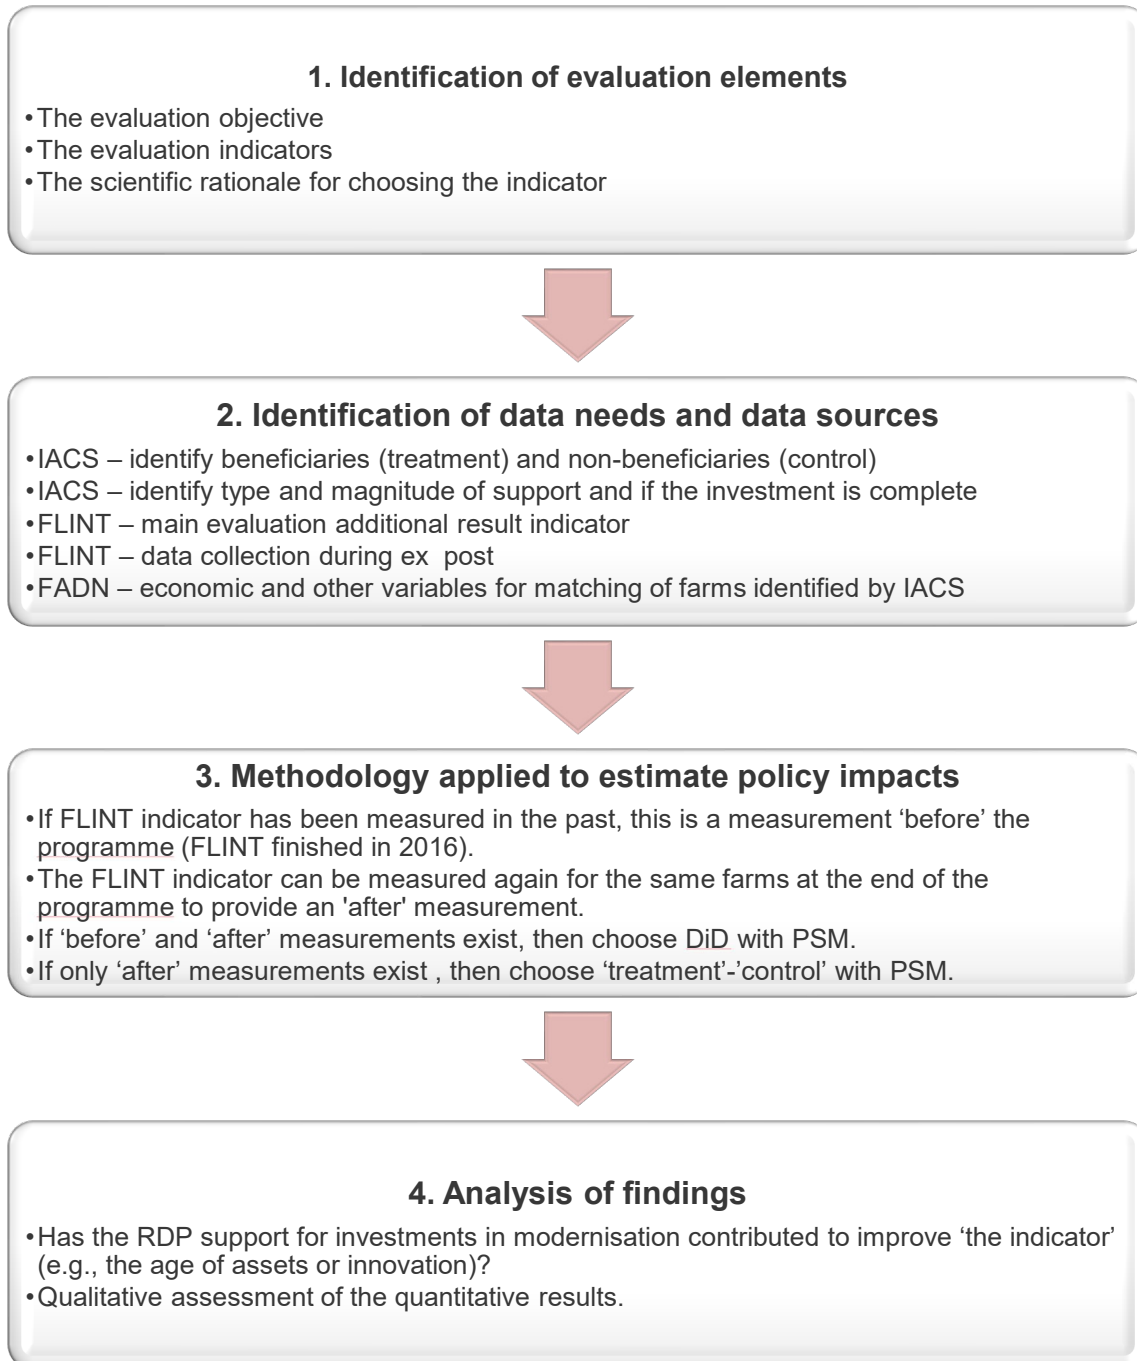 1. Identification of evaluation elements
•The evaluation objective
•The evaluation indicators
•The scientific rationale for choosing the indicator
2. Identification of data needs and data sources
•IACS – identify beneficiaries (treatment) and non-beneficiaries (control)
•IACS – identify type and magnitude of support and if the investment is complete
•FLINT – main evaluation additional result indicator
•FLINT – data collection during ex  post
•FADN – economic and other variables for matching of farms identified by IACS
3. Methodology applied to estimate policy impacts
•If FLINT indicator has been measured in the past, this is a measurement ‘before’ the
programme (FLINT finished in 2016).
•The FLINT indicator can be measured again for the same farms at the end of the
programme to provide an 'after' measurement.
•If ‘before’ and ‘after’ measurements exist, then choose DiD with PSM.
•If only ‘after’ measurements exist , then choose ‘treatment’-’control’ with PSM.
4. Analysis of findings
•Has the RDP support for investments in modernisation contributed to improve ‘the indicator’
(e.g., the age of assets or innovation)?
•Qualitative assessment of the quantitative results.